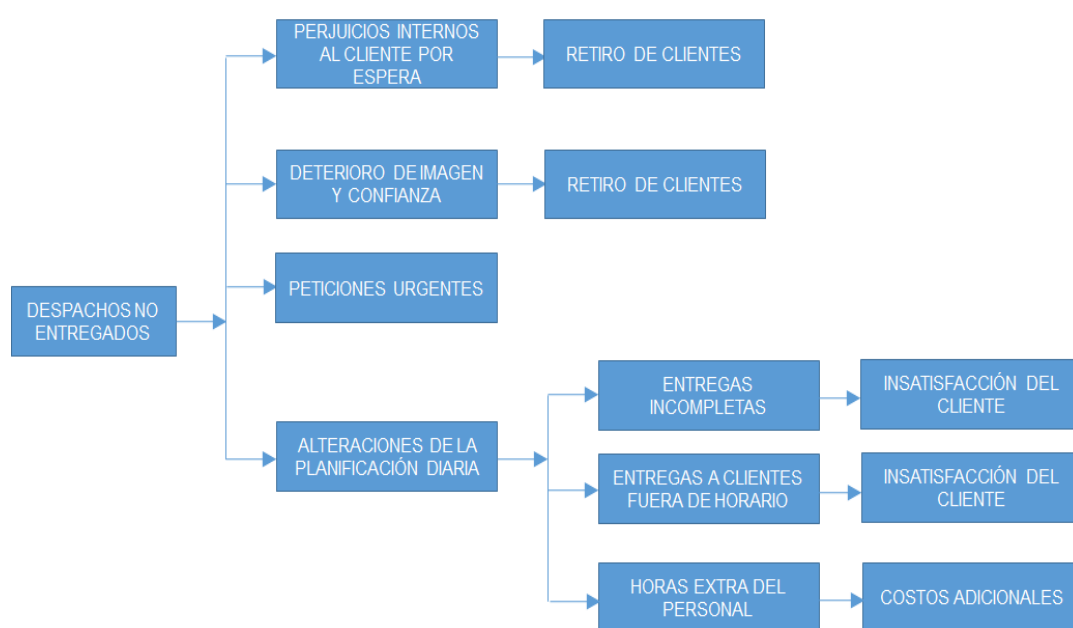 PERJUICIOS INTERNOS
AL CLIENTE POR
ESPERA
RETIRO DE CLIENTES
DETERIORO DE IMAGEN
Y CONFIANZA
RETIRO DE CLIENTES
PETICIONES URGENTES
DESPACHOS NO
ENTREGADOS
ALTERACIONES DE LA
PLANIFICACIÓN DIARIA
ENTREGAS
INCOMPLETAS
INSATISFACCIÓN DEL
CLIENTE
ENTREGAS A CLIENTES
FUERA DE HORARIO
INSATISFACCIÓN DEL
CLIENTE
HORAS EXTRA DEL
PERSONAL
COSTOS ADICIONALES